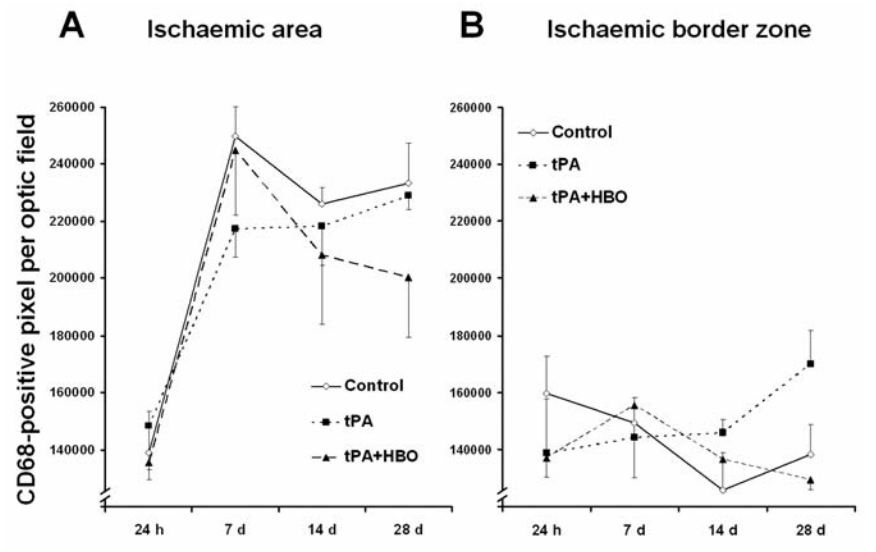 A Ischaemic area
CD68-positive pixel per optic field
260000
240000
220000
200000
180000
160000
140000
Control
tPA
tPA+HBO
24 h 7 d 14 d 28 d
B Ischaemic border zone
260000
240000
220000
200000
180000
160000
140000
Control
tPA
tPA+HBO
24 h 7 d 14 d 28 d